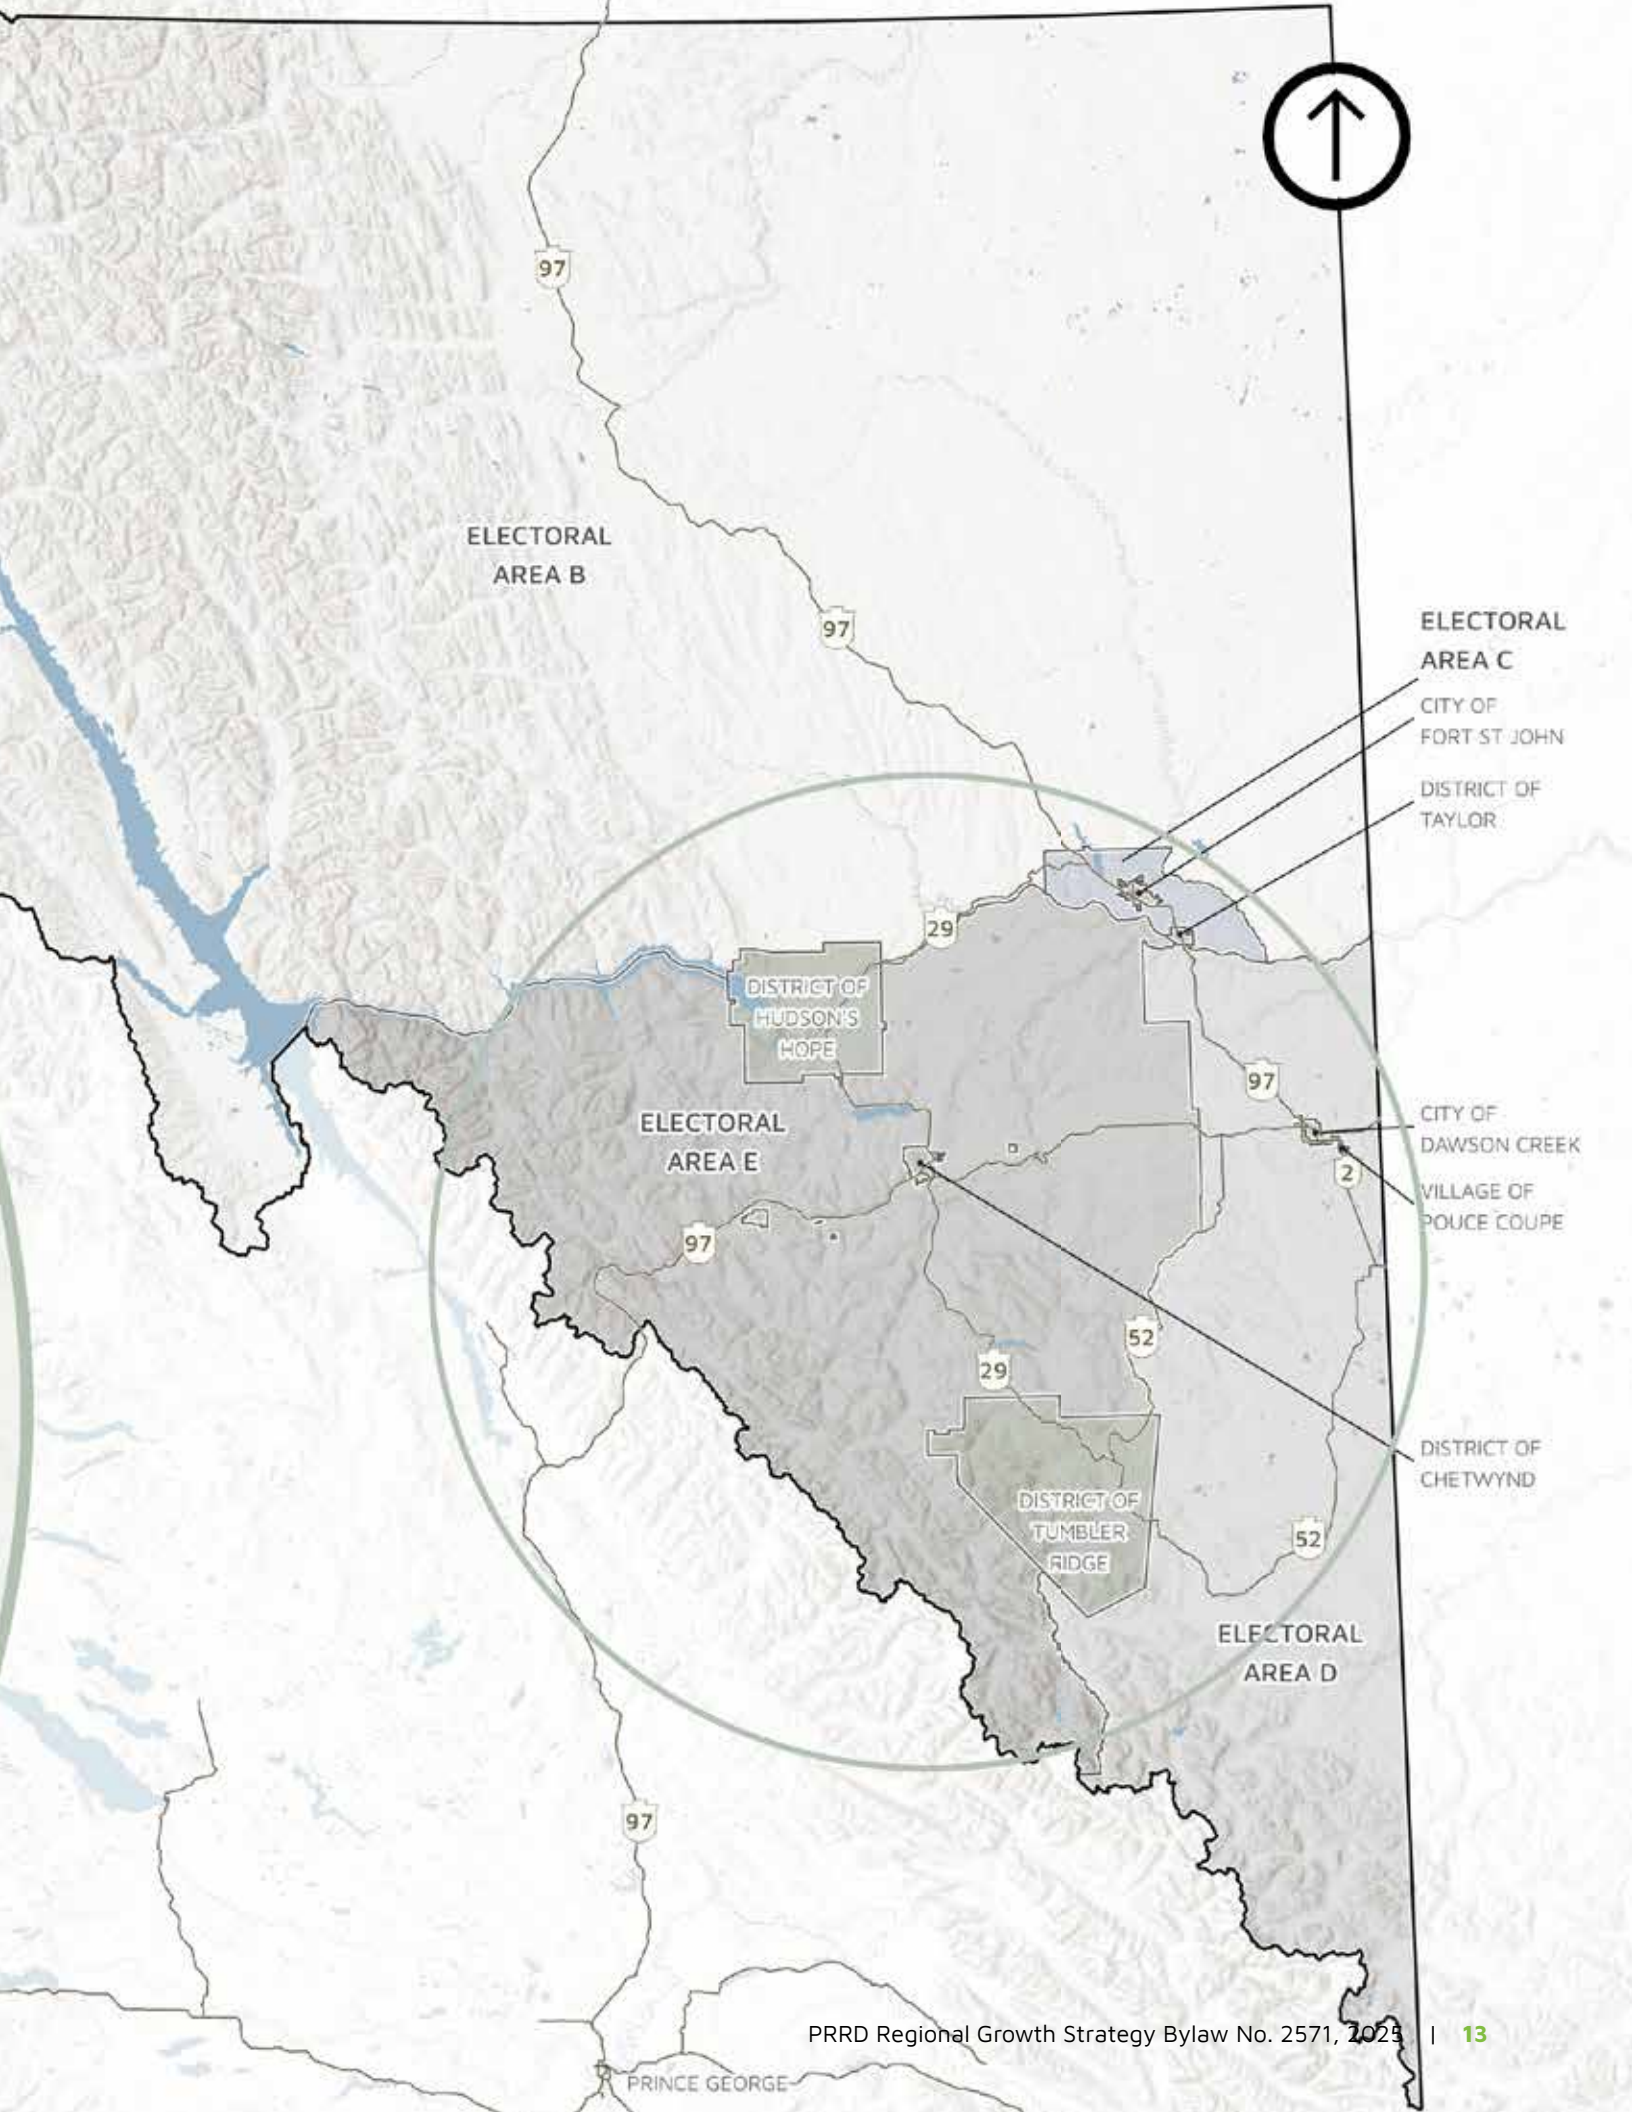 97
ELECTORAL
AREA B
97
ELECTORAL
AREA C
CITY OF
FORT ST JOHN
DISTRICT OF
TAYLOR
29
DISTRICT OF
HUDSON'S
HOPE
97
ELECTORAL
AREA E
CITY OF
DAWSON CREEK
2
VILLAGE OF
POUCE COUPE
97
52
29
DISTRICT OF
CHETWYND
DISTRICT OF
TUMBLER
RIDGE
52
ELECTORAL
AREA D
97
PRRD Regional Growth Strategy Bylaw No. 2571, 2025 | 13
PRINCE GEORGE